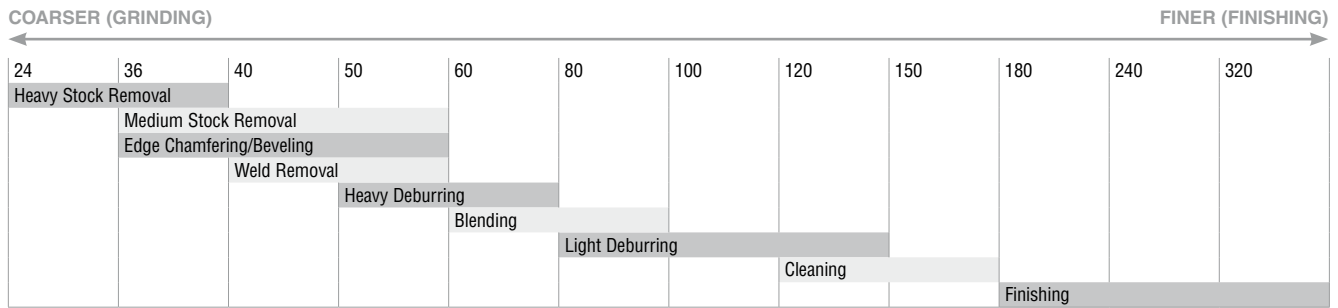 COARSER (GRINDING) FINER (FINISHING)
24 36 40 50 60 80 100 120 150 180 240 320
Heavy Stock Removal
Medium Stock Removal
Edge Chamfering/Beveling
Weld Removal
Heavy Deburring
Blending
Light Deburring
Cleaning
Finishing